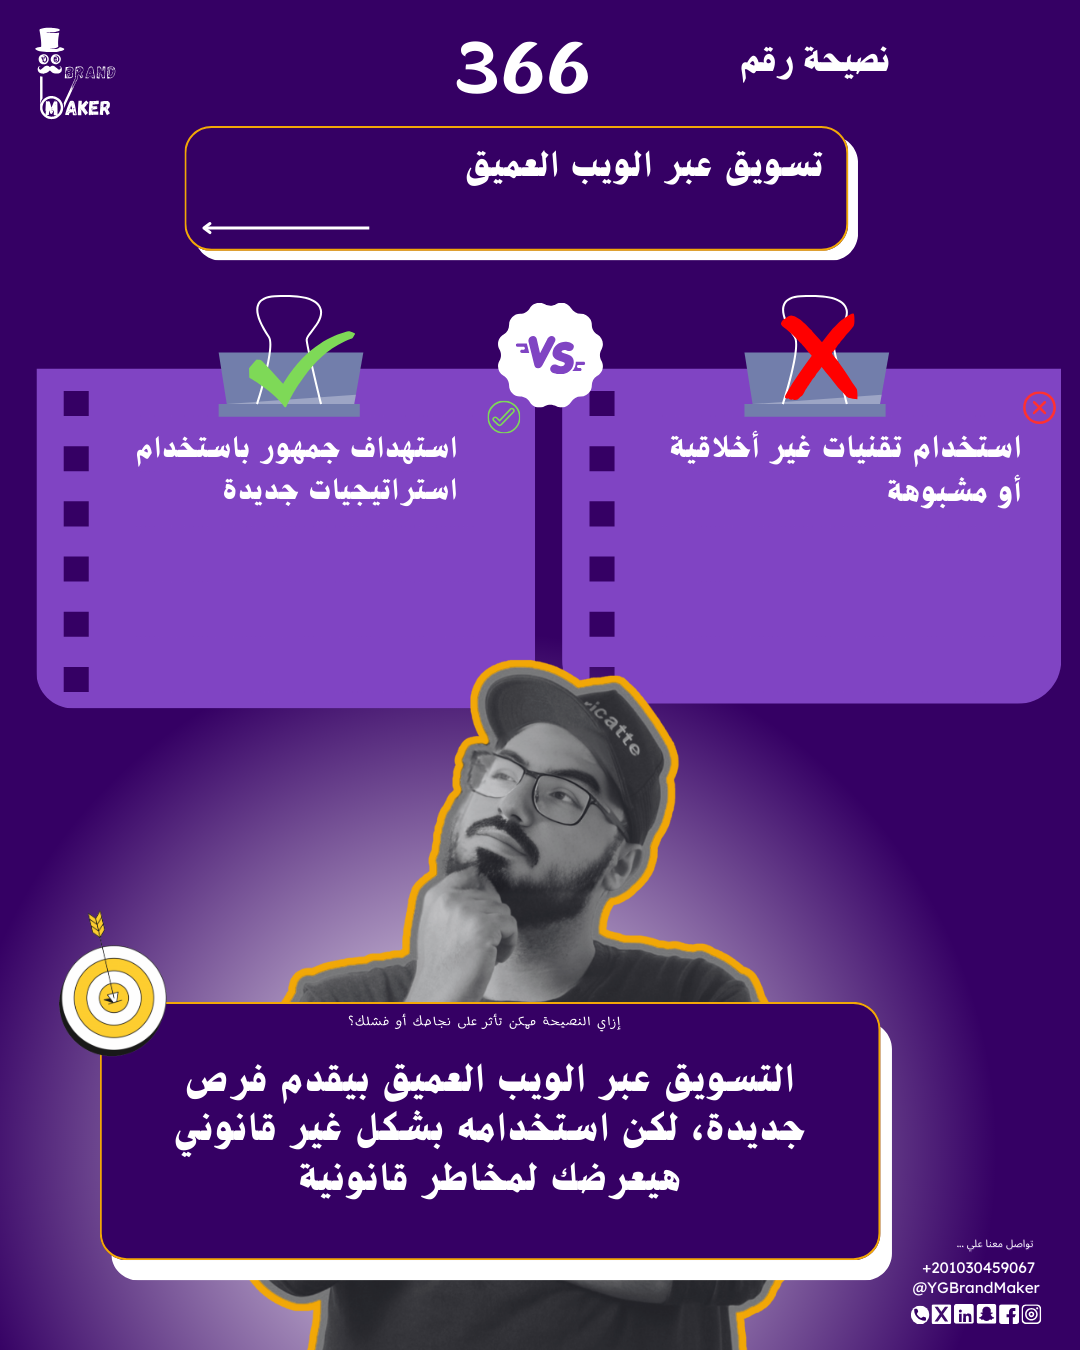 BRAND
MAKER
نصيحة رقم
366
تسويق عبر الويب العميق
VS
استخدام تقنيات غير أخلاقية
أو مشبوهة
استهداف جمهور باستخدام
استراتيجيات جديدة
icatte
إزاي النصيحة ممكن تأثر على نجاحك أو فشلك؟
التسويق عبر الويب العميق بيقدم فرص
جديدة، لكن استخدامه بشكل غير قانوني
هيعرضك لمخاطر قانونية
تواصل معنا علي ...
+201030459067
@YGBrandMaker